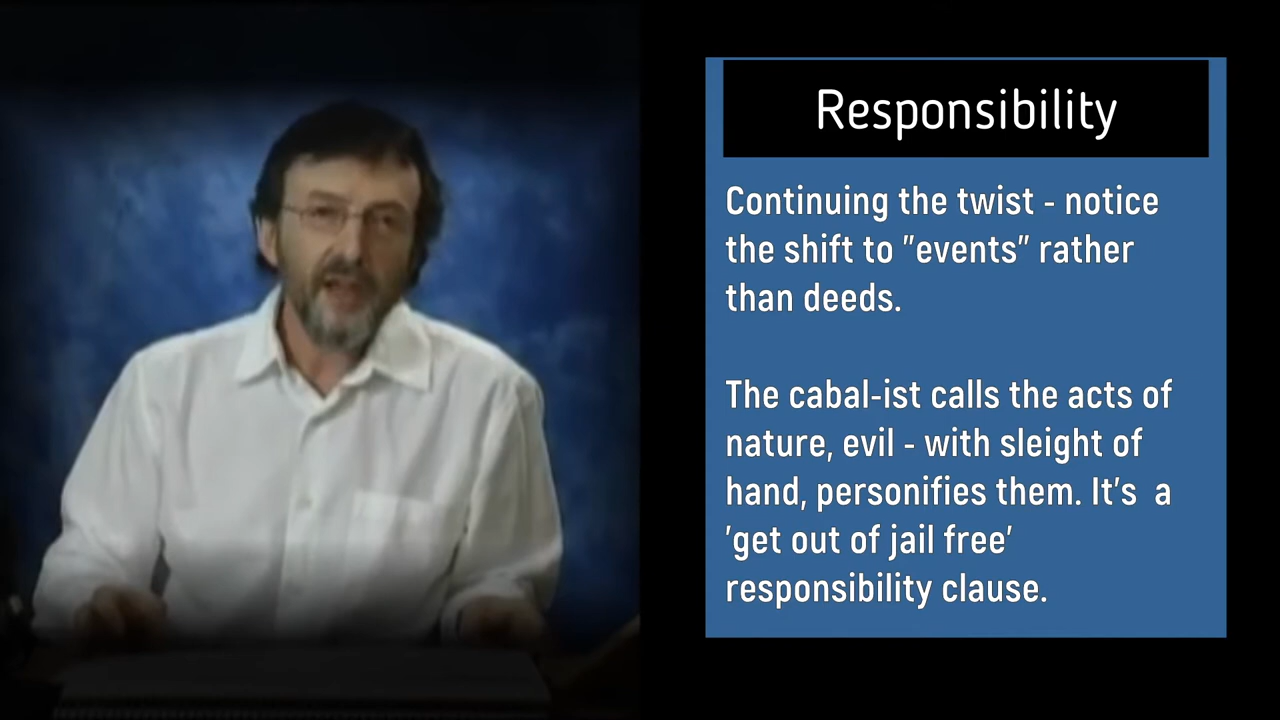 Responsibility
Continuing the twist - notice
the shift to "events" rather
than deeds.
The cabal-ist calls the acts of
nature, evil - with sleight of
hand, personifies them. It's  a
'get out of jail free'
responsibility clause.